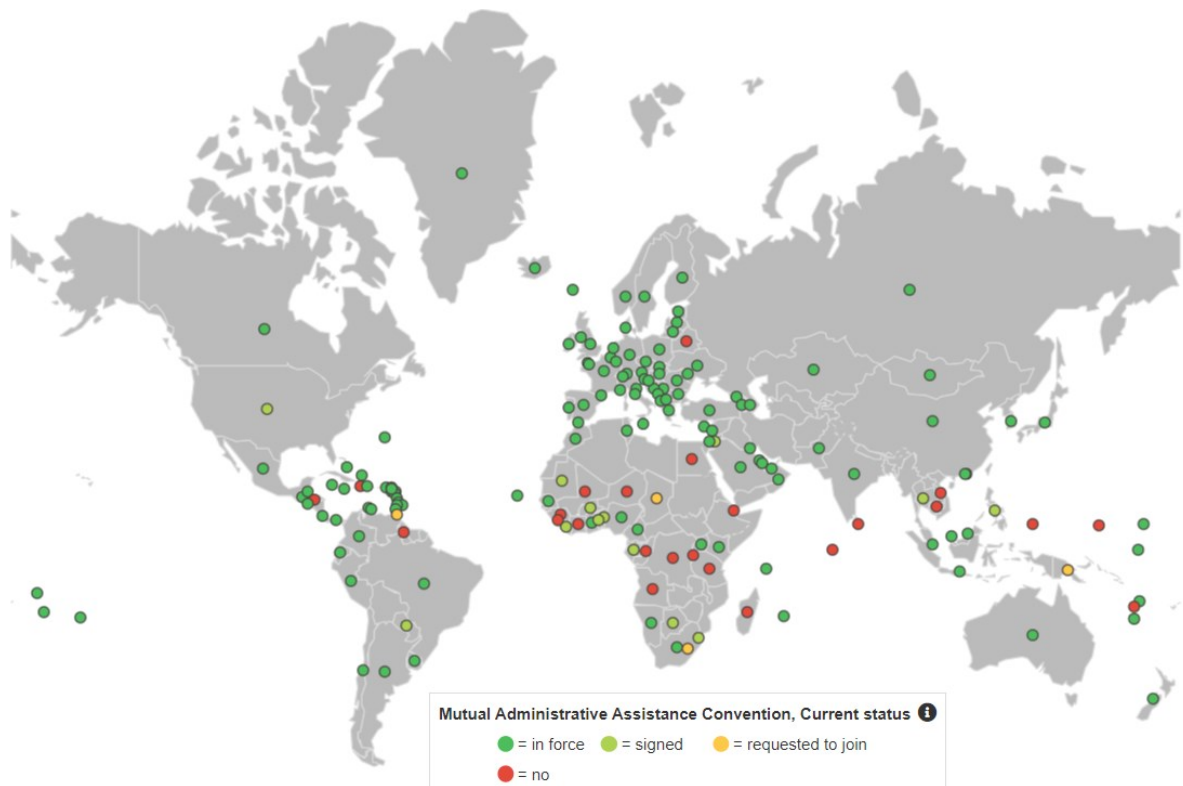 Mutual Administrative Assistance Convention, Current status i
= in force = signed = requested to join
= no